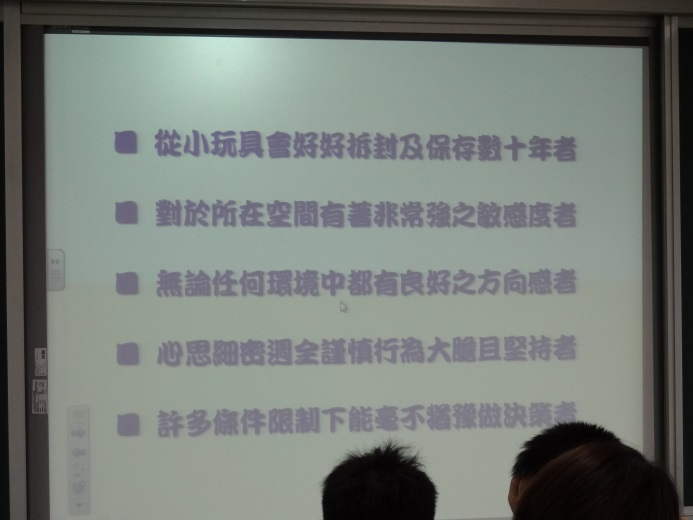 ■ 從小玩具會好好拆封及保存數十年者
■ 對於所在空間有著非常強之敏感度者
■ 無論任何環境中都有良好之方向感者
■ 心思細密週全謹慎行為大膽且堅持者
■ 許多條件限制下能毫不猶豫做決策者